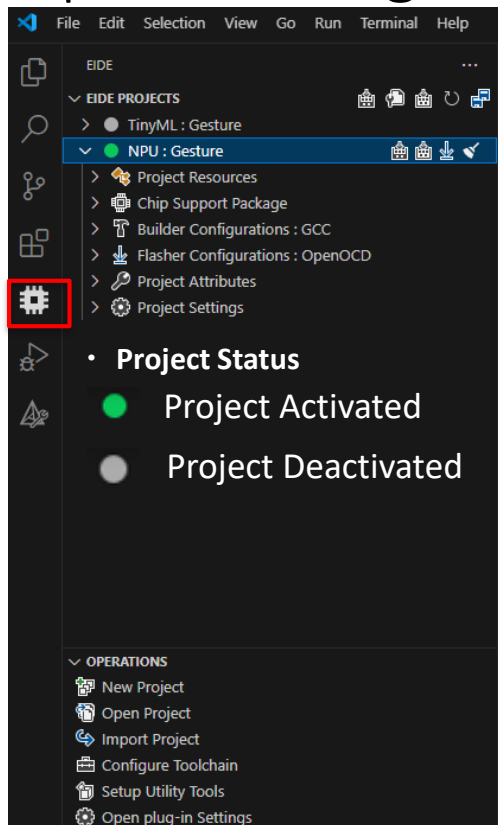 File Edit Selection View Go Run Terminal Help
EIDE
EIDE PROJECTS
TinyML : Gesture
NPU : Gesture
Project Resources
Chip Support Package
Builder Configurations : GCC
Flasher Configurations : OpenOCD
Project Attributes
Project Settings
· Project Status
Project Activated
Project Deactivated
OPERATIONS
New Project
Open Project
Import Project
Configure Toolchain
Setup Utility Tools
Open plug-in Settings